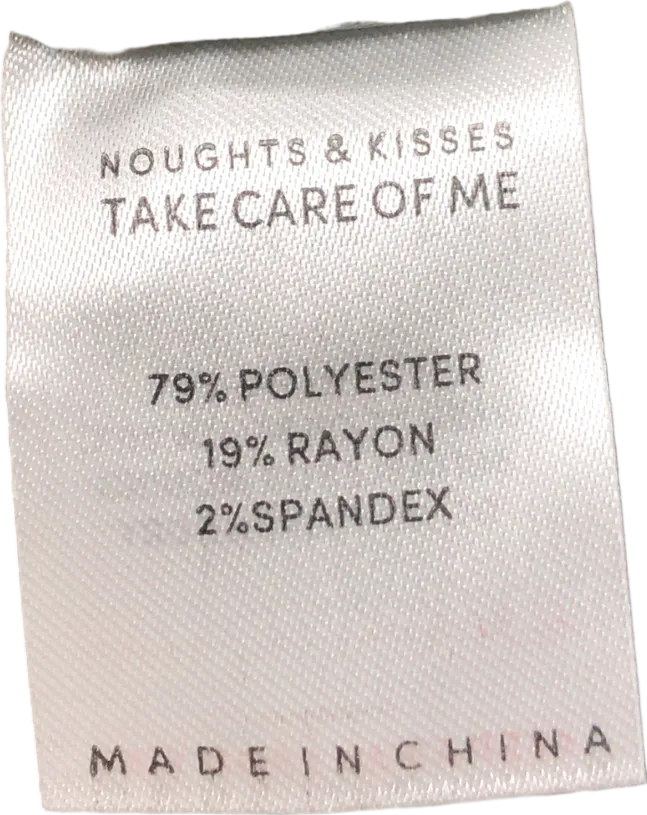 NOUGHTS & KISSES
TAKE CARE OF ME
79% POLYESTER
19% RAYON
2%SPANDEX
MADE IN CHINA